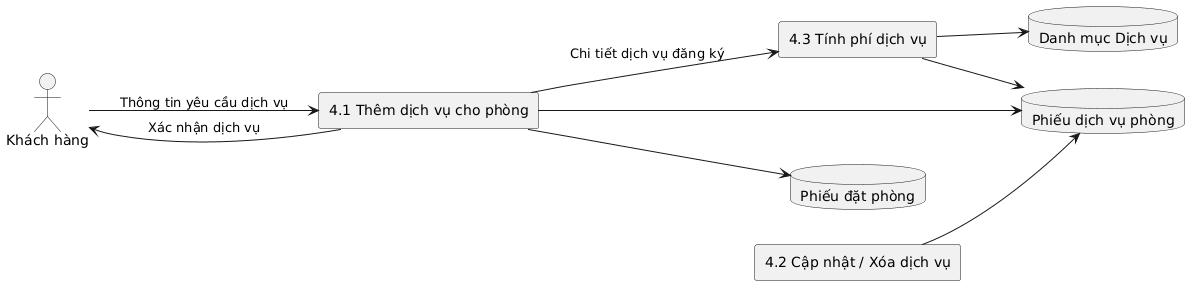 Khách hàng
Thông tin yêu cầu dịch vụ
Xác nhận dịch vụ
4.1 Thêm dịch vụ cho phòng
Chi tiết dịch vụ đăng ký
4.3 Tính phí dịch vụ
Danh mục Dịch vụ
Phiếu dịch vụ phòng
Phiếu đặt phòng
4.2 Cập nhật / Xóa dịch vụ